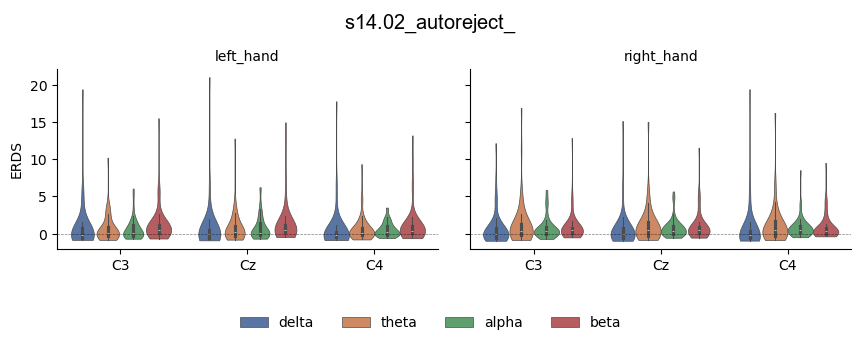 s14.02_autoreject_
left_hand
right_hand
20
15
10
5
0
ERDS
C3
Cz
C4
C3
Cz
C4
delta
theta
alpha
beta